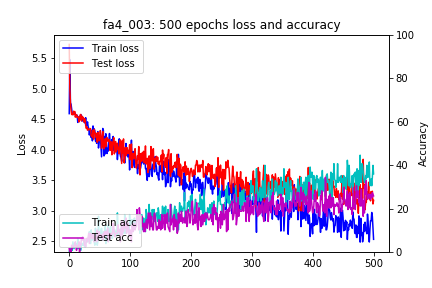 fa4_003: 500 epochs loss and accuracy
Train loss
Test loss
Train acc
Test acc
Loss
5.5
5.0
4.5
4.0
3.5
3.0
2.5
Accuracy
100
80
60
40
20
0
0
100
200
300
400
500